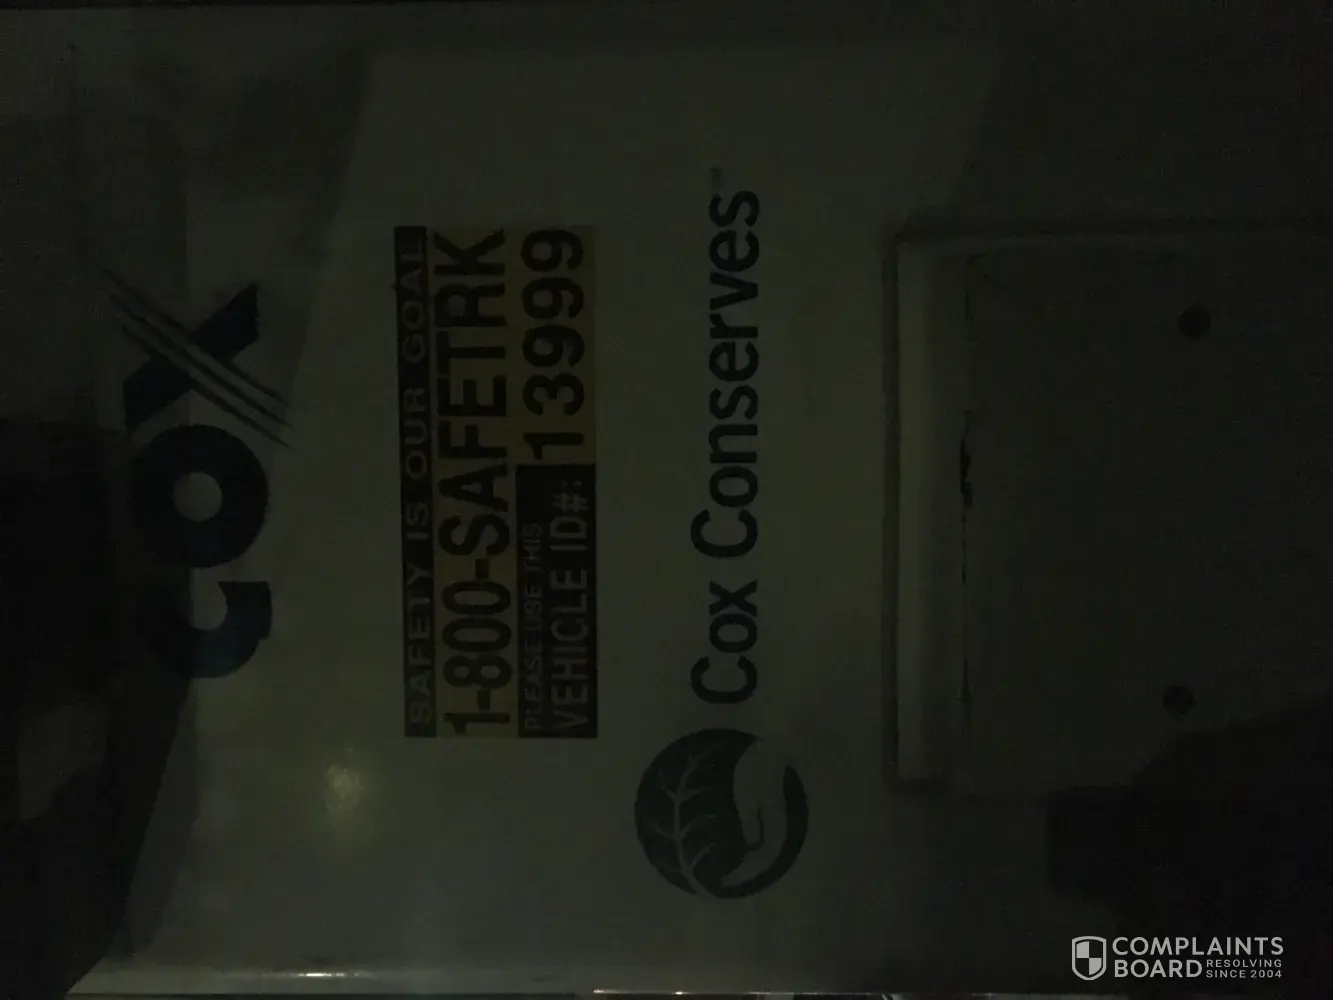 COX
SAFETY IS OUR GOAL
1-800-SAFETRK
PLEASE USE THIS
VEHICLE ID#: 13999
Cox Conserves™
COMPLAINTS
BOARD RESOLVING
SINCE 2004